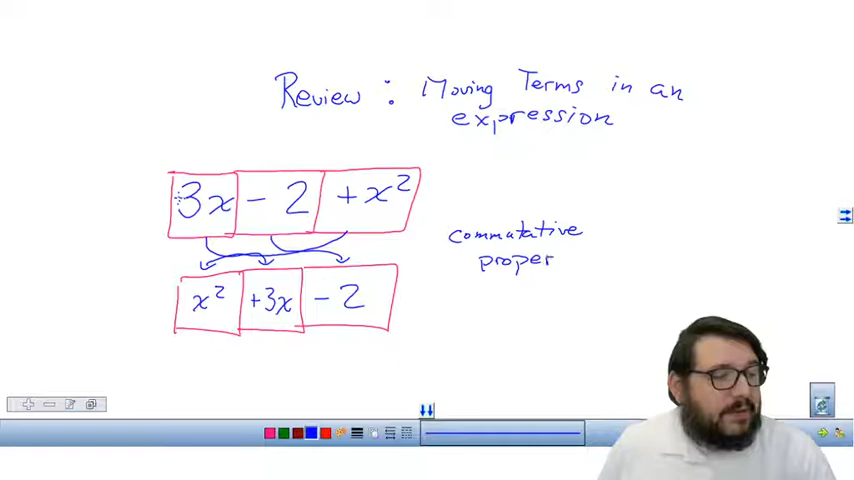 Review : Moving Terms in an
expression
+3x - 2 + x²
commutative
proper
x² +3x - 2